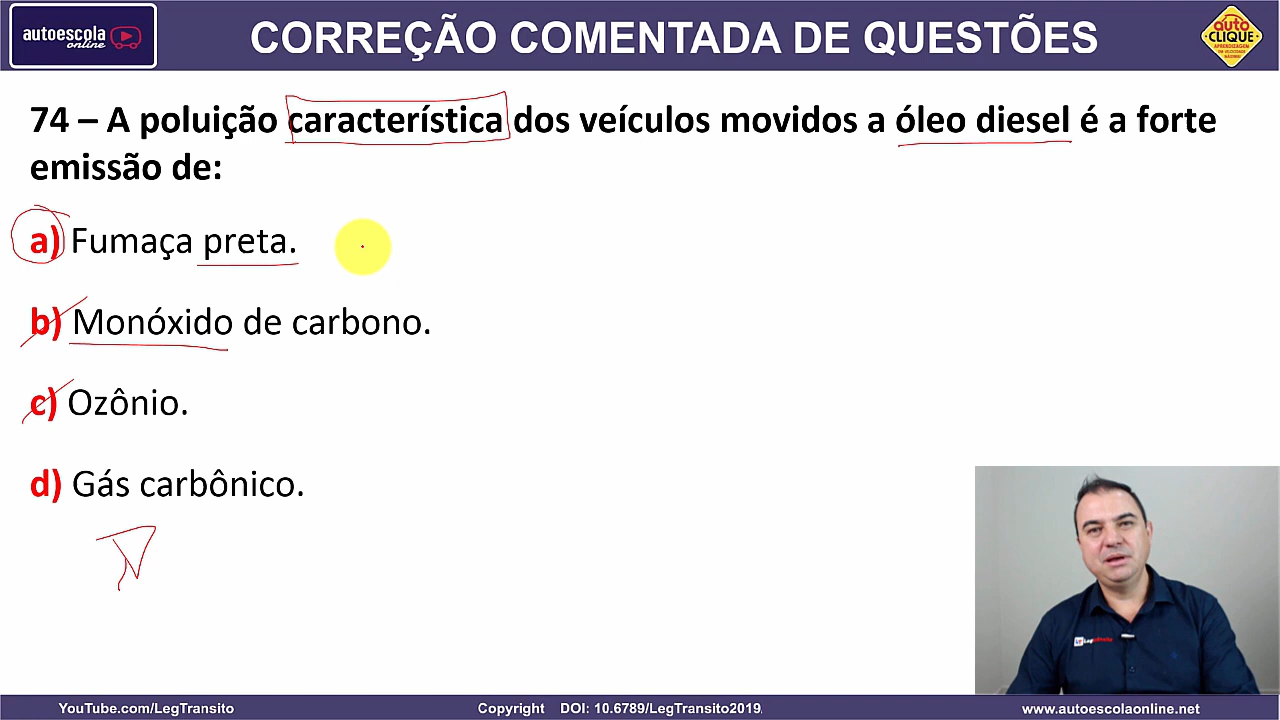 autoescola
online
CORREÇÃO COMENTADA DE QUESTÕES
auto
CLIQUE
APRENDIZAGEM
74 – A poluição característica dos veículos movidos a óleo diesel é a forte
emissão de:
a) Fumaça preta.
b) Monóxido de carbono.
c) Ozônio.
d) Gás carbônico.
YouTube.com/LegTransito
Copyright DOI: 10.6789/LegTransito2019
www.autoescolaonline.net